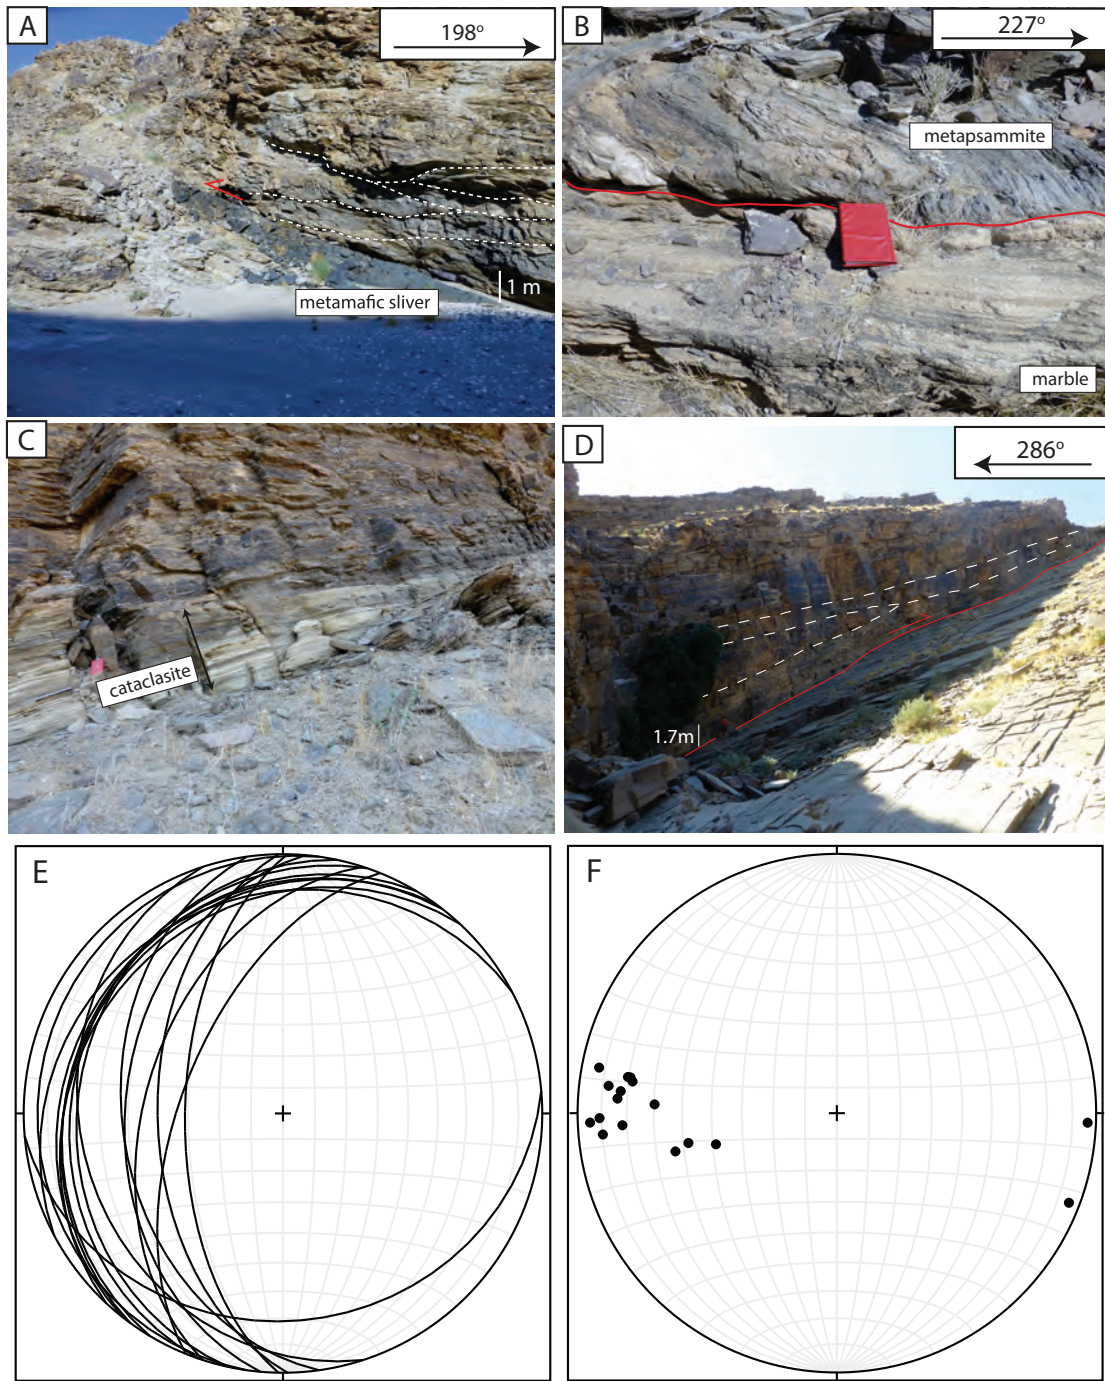 A
198°
metamafic sliver
1 m
B
227°
metapsammite
marble
C
cataclasite
D
286°
1.7m
E
F